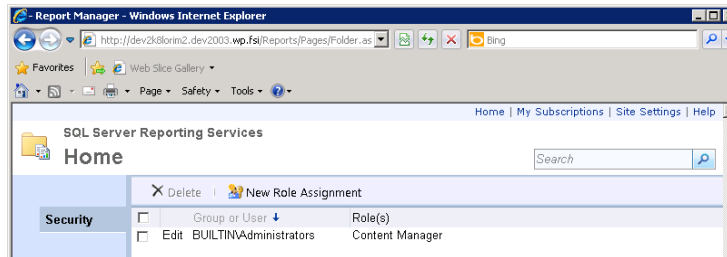 - Report Manager - Windows Internet Explorer
http://dev2k8lorim2.dev2003.wp.fsi/Reports/Pages/Folder.as
Bing
Favorites Web Slice Gallery
Page Safety Tools
Home | My Subscriptions | Site Settings | Help
SQL Server Reporting Services
Home
Search
Delete New Role Assignment
Security
Group or User Role(s)
Edit BUILTIN\Administrators Content Manager